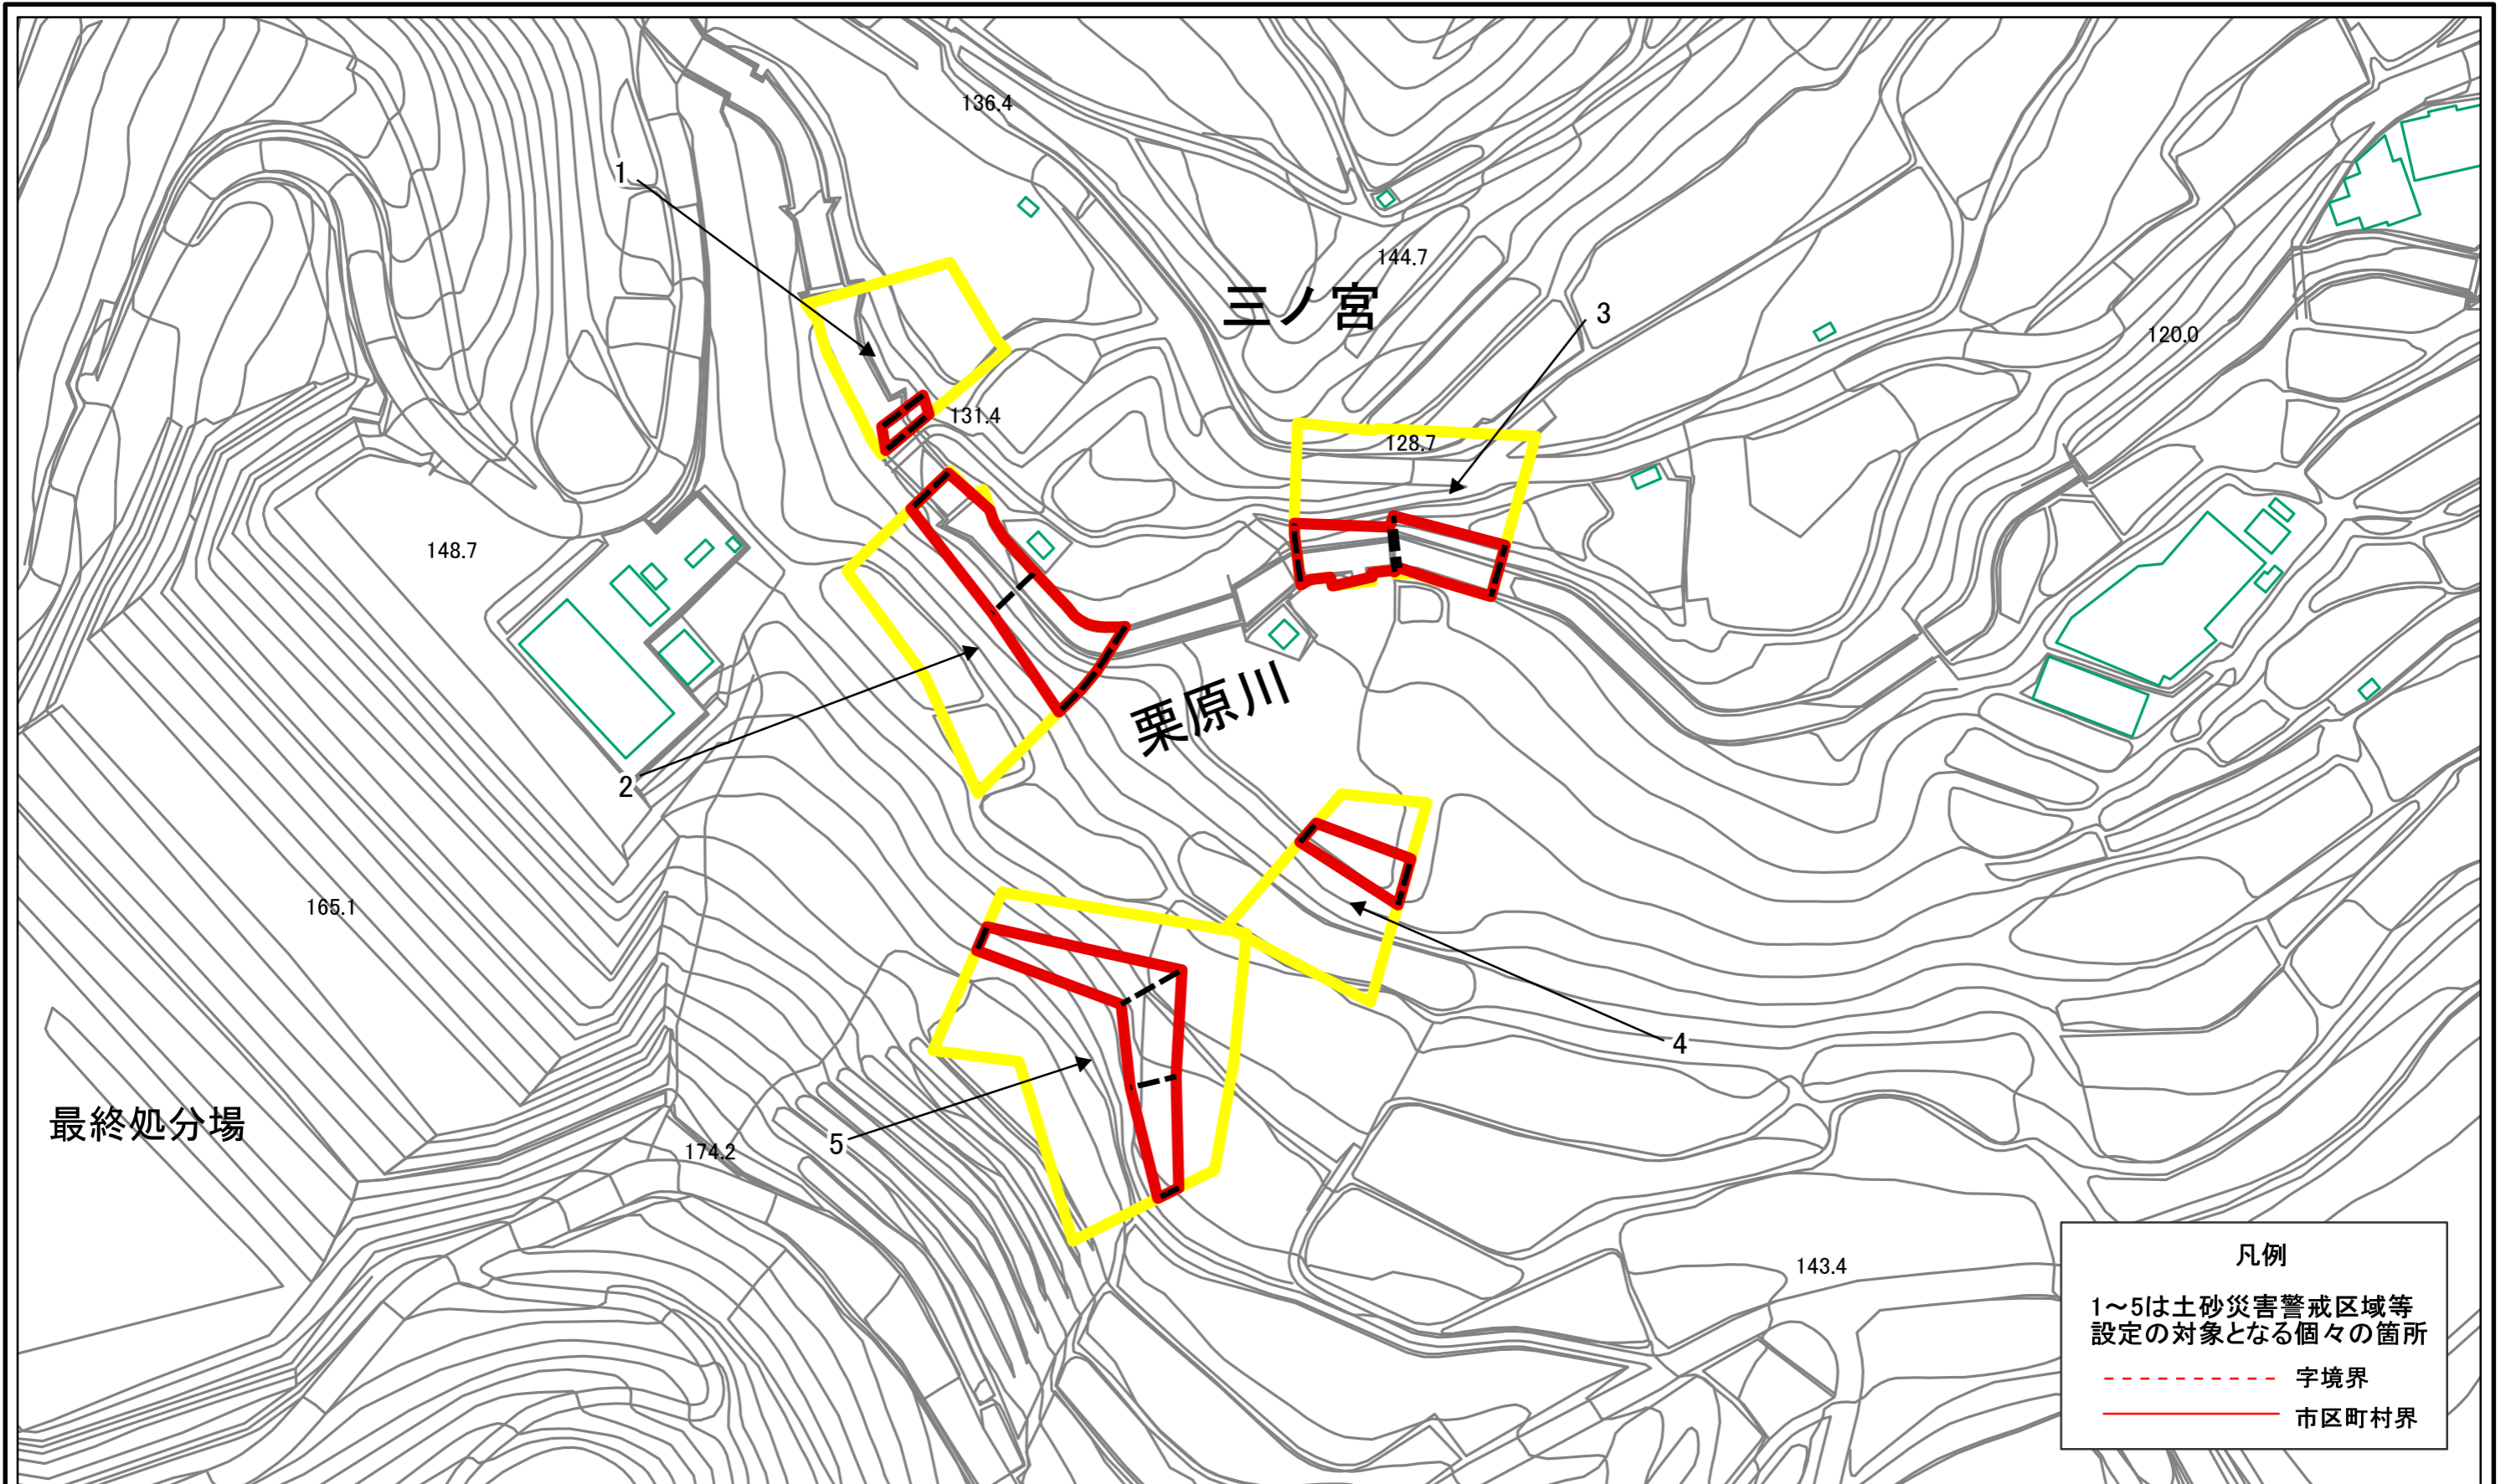 136.4
1
144.7
三ノ宮
3
120.0
131.4
128.7
148.7
栗原川
2
165.1
4
最終処分場
5
174.2
143.4
凡例
1～5は土砂災害警戒区域等
設定の対象となる個々の箇所
字境界
市区町村界